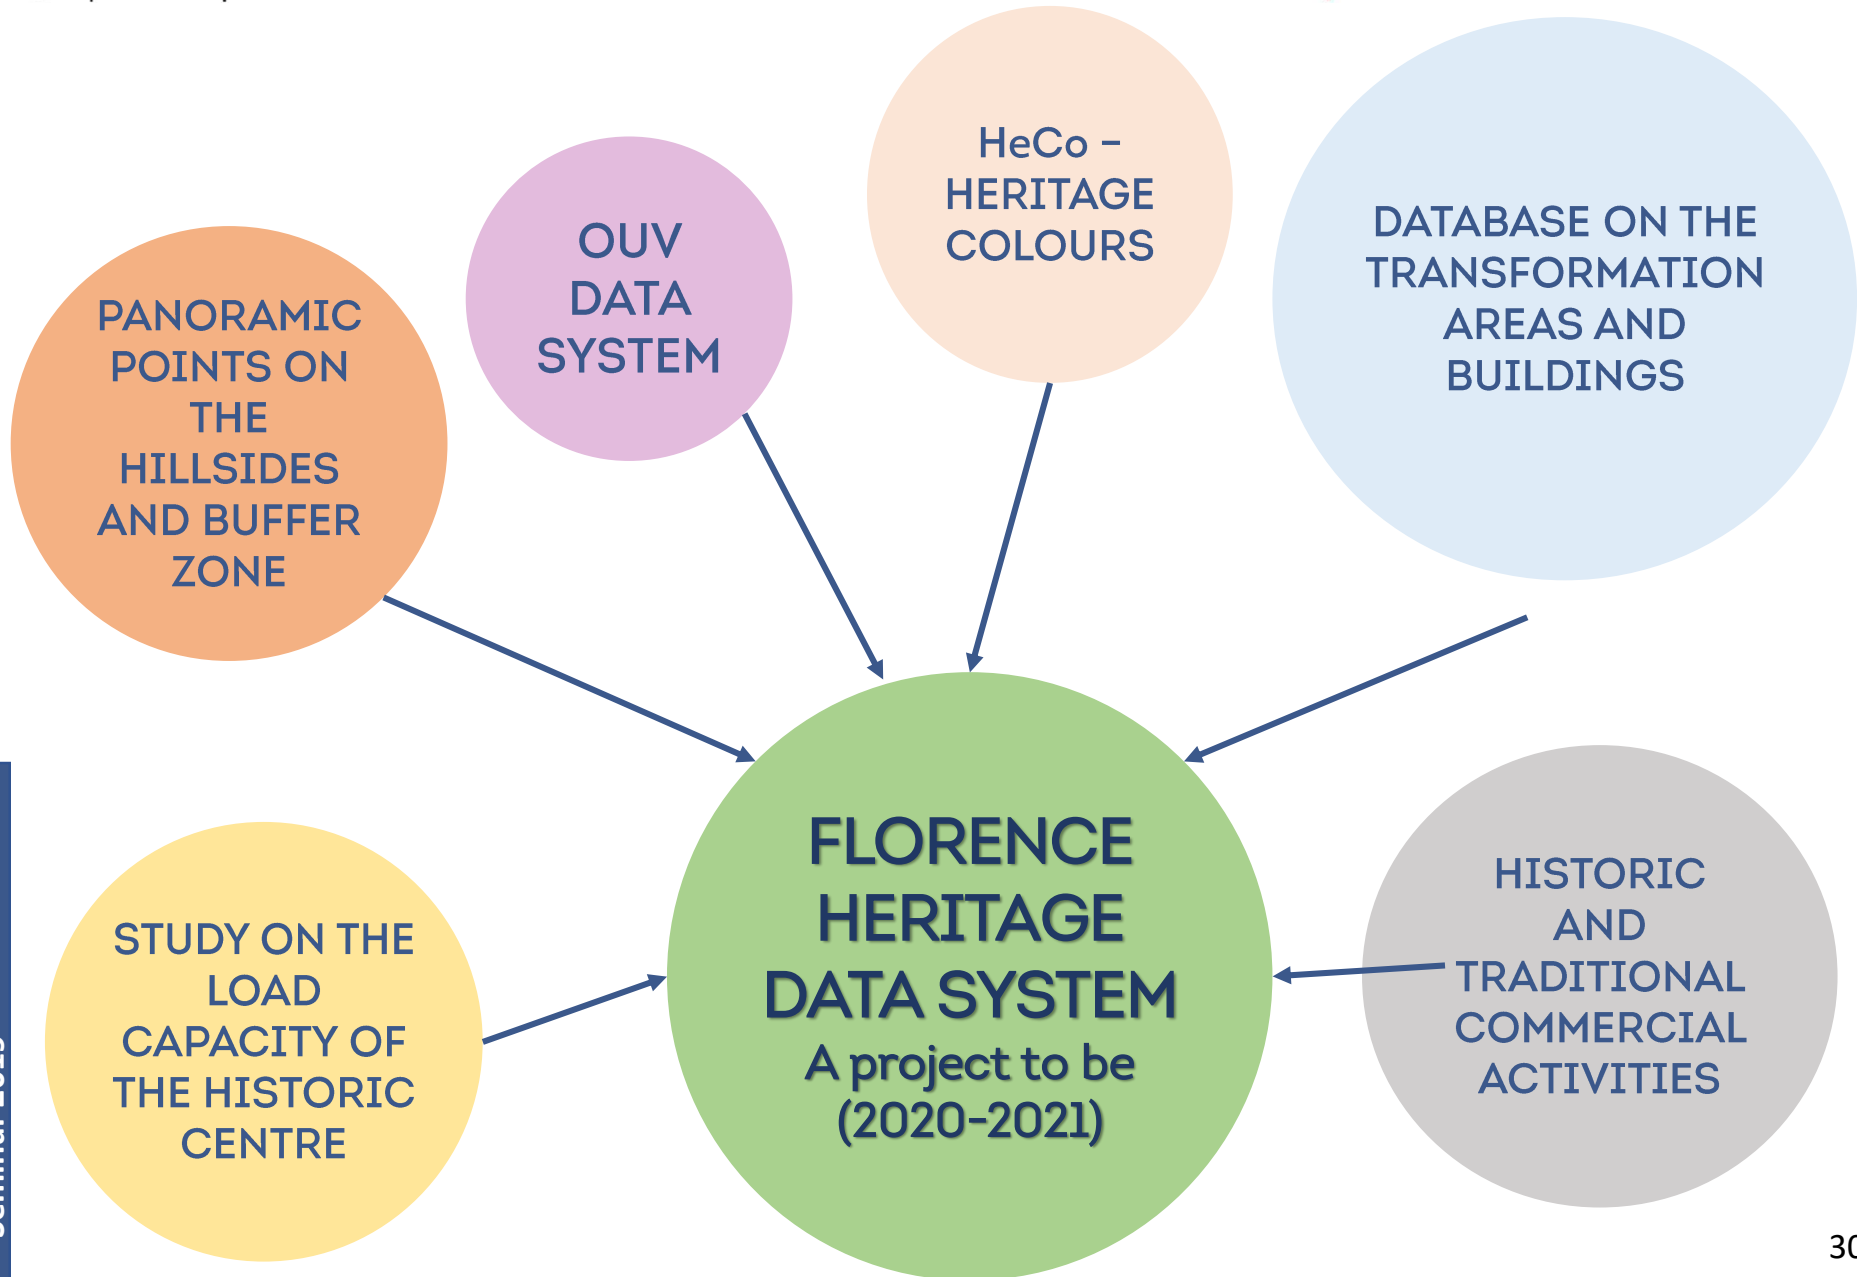 HeCo –
HERITAGE
COLOURS
OUV
DATA
SYSTEM
DATABASE ON THE
TRANSFORMATION
AREAS AND
BUILDINGS
PANORAMIC
POINTS ON
THE
HILLSIDES
AND BUFFER
ZONE
FLORENCE
HERITAGE
DATA SYSTEM
A project to be
(2020-2021)
STUDY ON THE
LOAD
CAPACITY OF
THE HISTORIC
CENTRE
HISTORIC
AND
TRADITIONAL
COMMERCIAL
ACTIVITIES
30